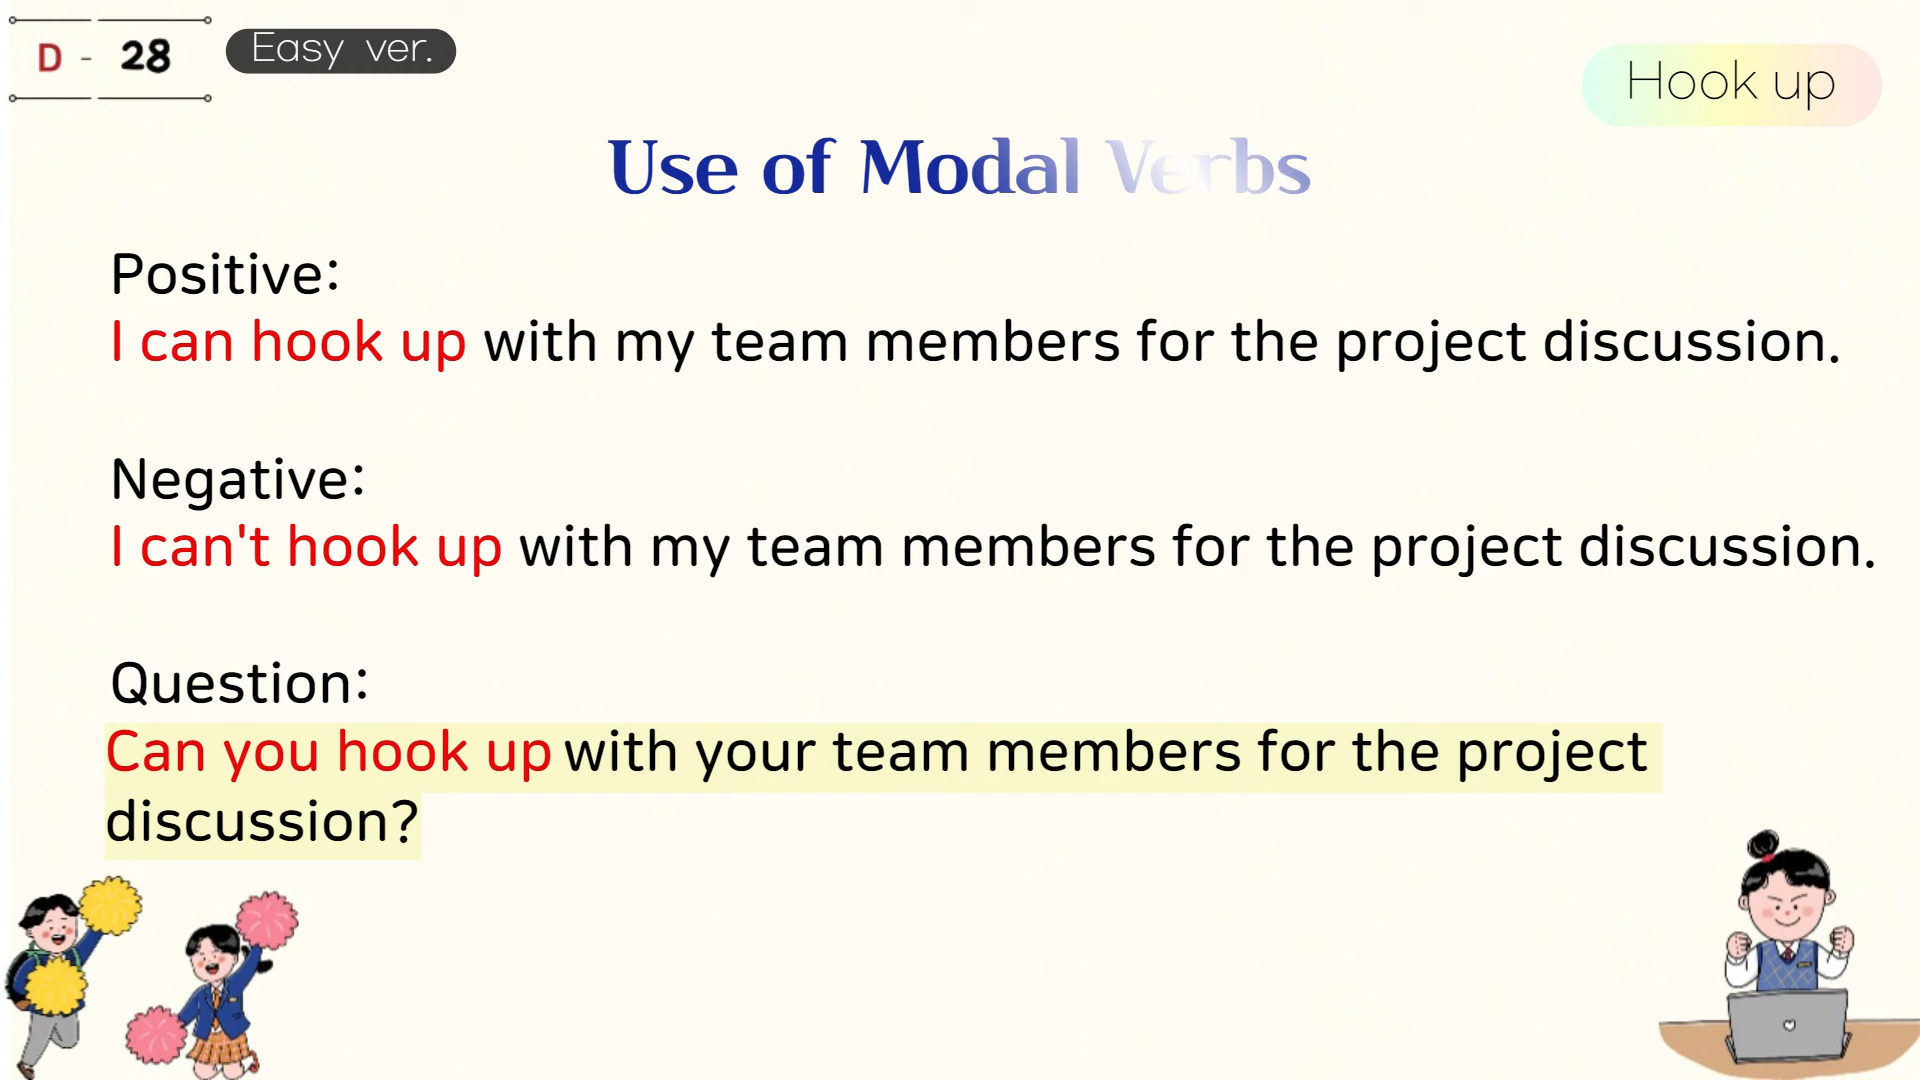 D - 28
Easy ver.
Hook up
Use of Modal Verbs
Positive:
I can hook up with my team members for the project discussion.
Negative:
I can't hook up with my team members for the project discussion.
Question:
Can you hook up with your team members for the project
discussion?